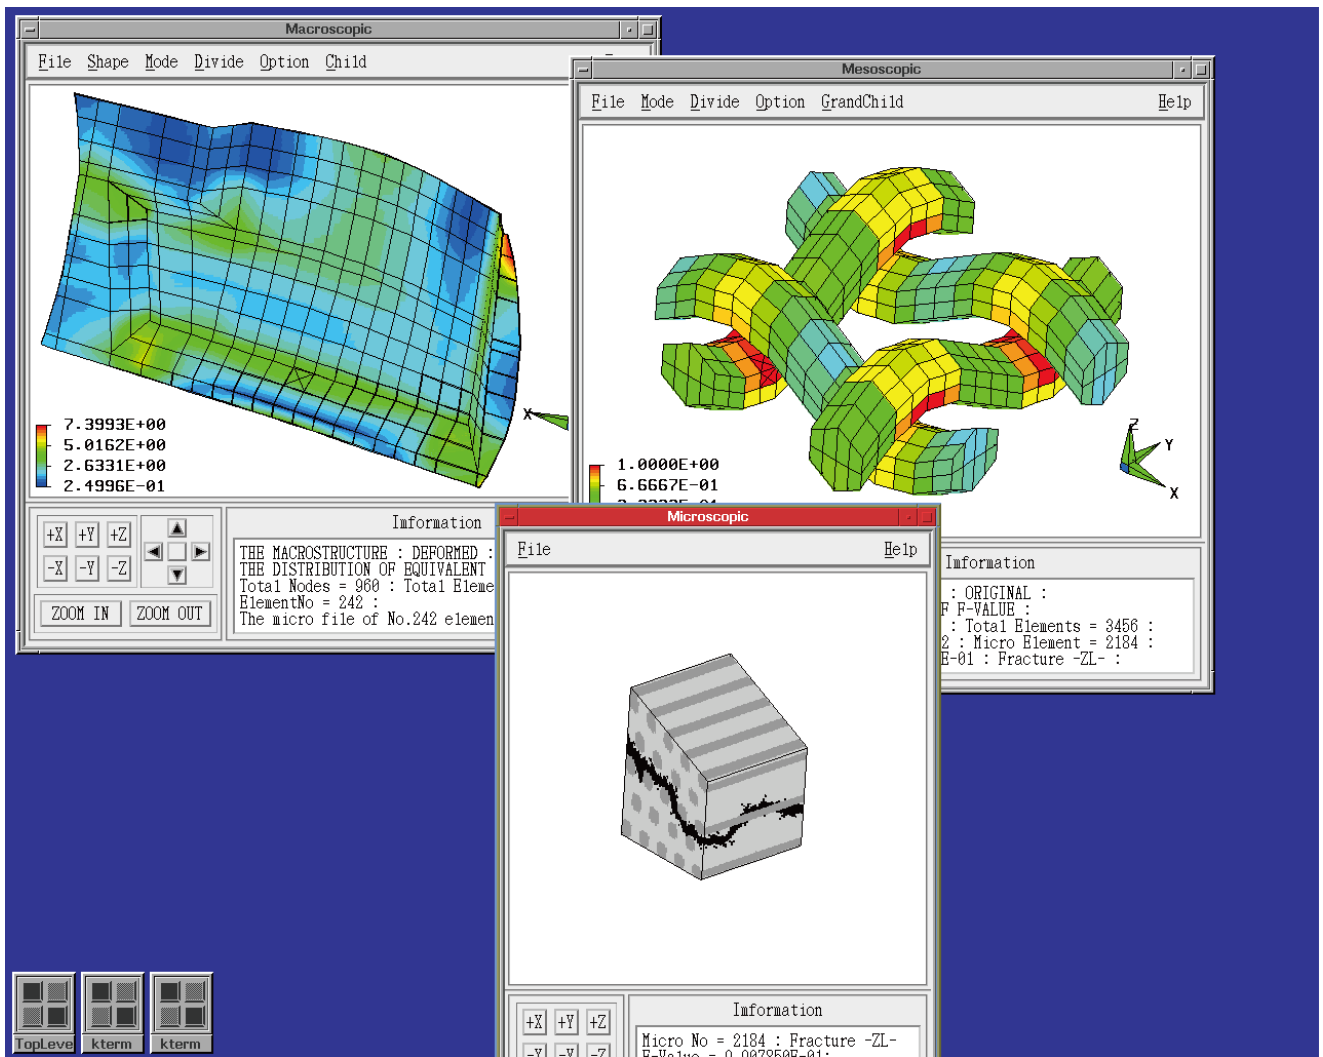 Macroscopic
File Shape Mode Divide Option Child
7.3993E+00
5.0162E+00
2.6331E+00
2.4996E-01
X
+X +Y +Z
-X -Y -Z
ZOOM IN ZOOM OUT
Imformation
THE MACROSTRUCTURE : DEFORMED :
THE DISTRIBUTION OF EQUIVALENT
Total Nodes = 960 : Total Eleme
ElementNo = 242 :
The micro file of No.242 elemen
Mesoscopic
File Mode Divide Option GrandChild Help
1.0000E+00
6.6667E-01
Z
Y
X
Imformation
: ORIGINAL :
F F-VALUE :
: Total Elements = 3456 :
2 : Micro Element = 2184 :
E-01 : Fracture -ZL- :
Microscopic
File Help
+X +Y +Z
-X -Y -Z
Imformation
Micro No = 2184 : Fracture -ZL-
TopLeve kterm kterm